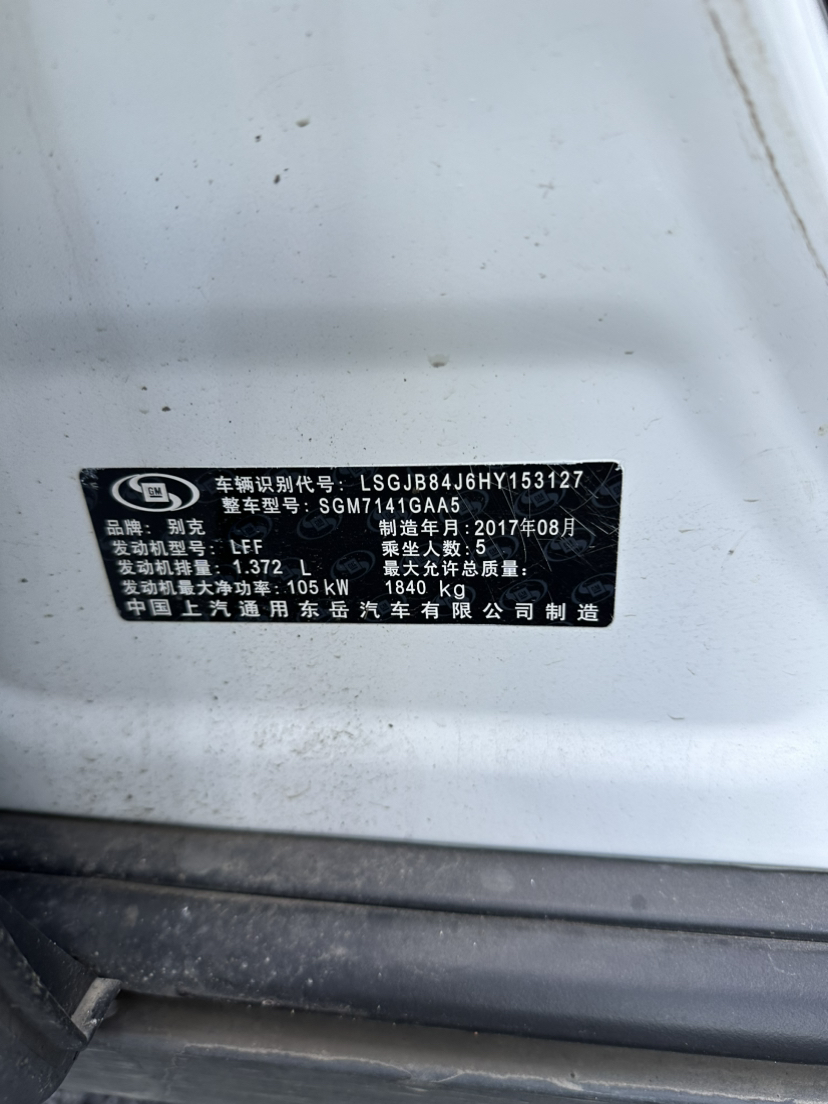 GM
车辆识别代号: LSGJB84J6HY153127
整车型号: SGM7141GAA5
品牌: 别克 制造年月: 2017年08月
发动机型号: LFF 乘坐人数: 5
发动机排量: 1.372 L 最大允许总质量:
发动机最大净功率: 105 kW 1840 kg
中国上汽通用东岳汽车有限公司制造